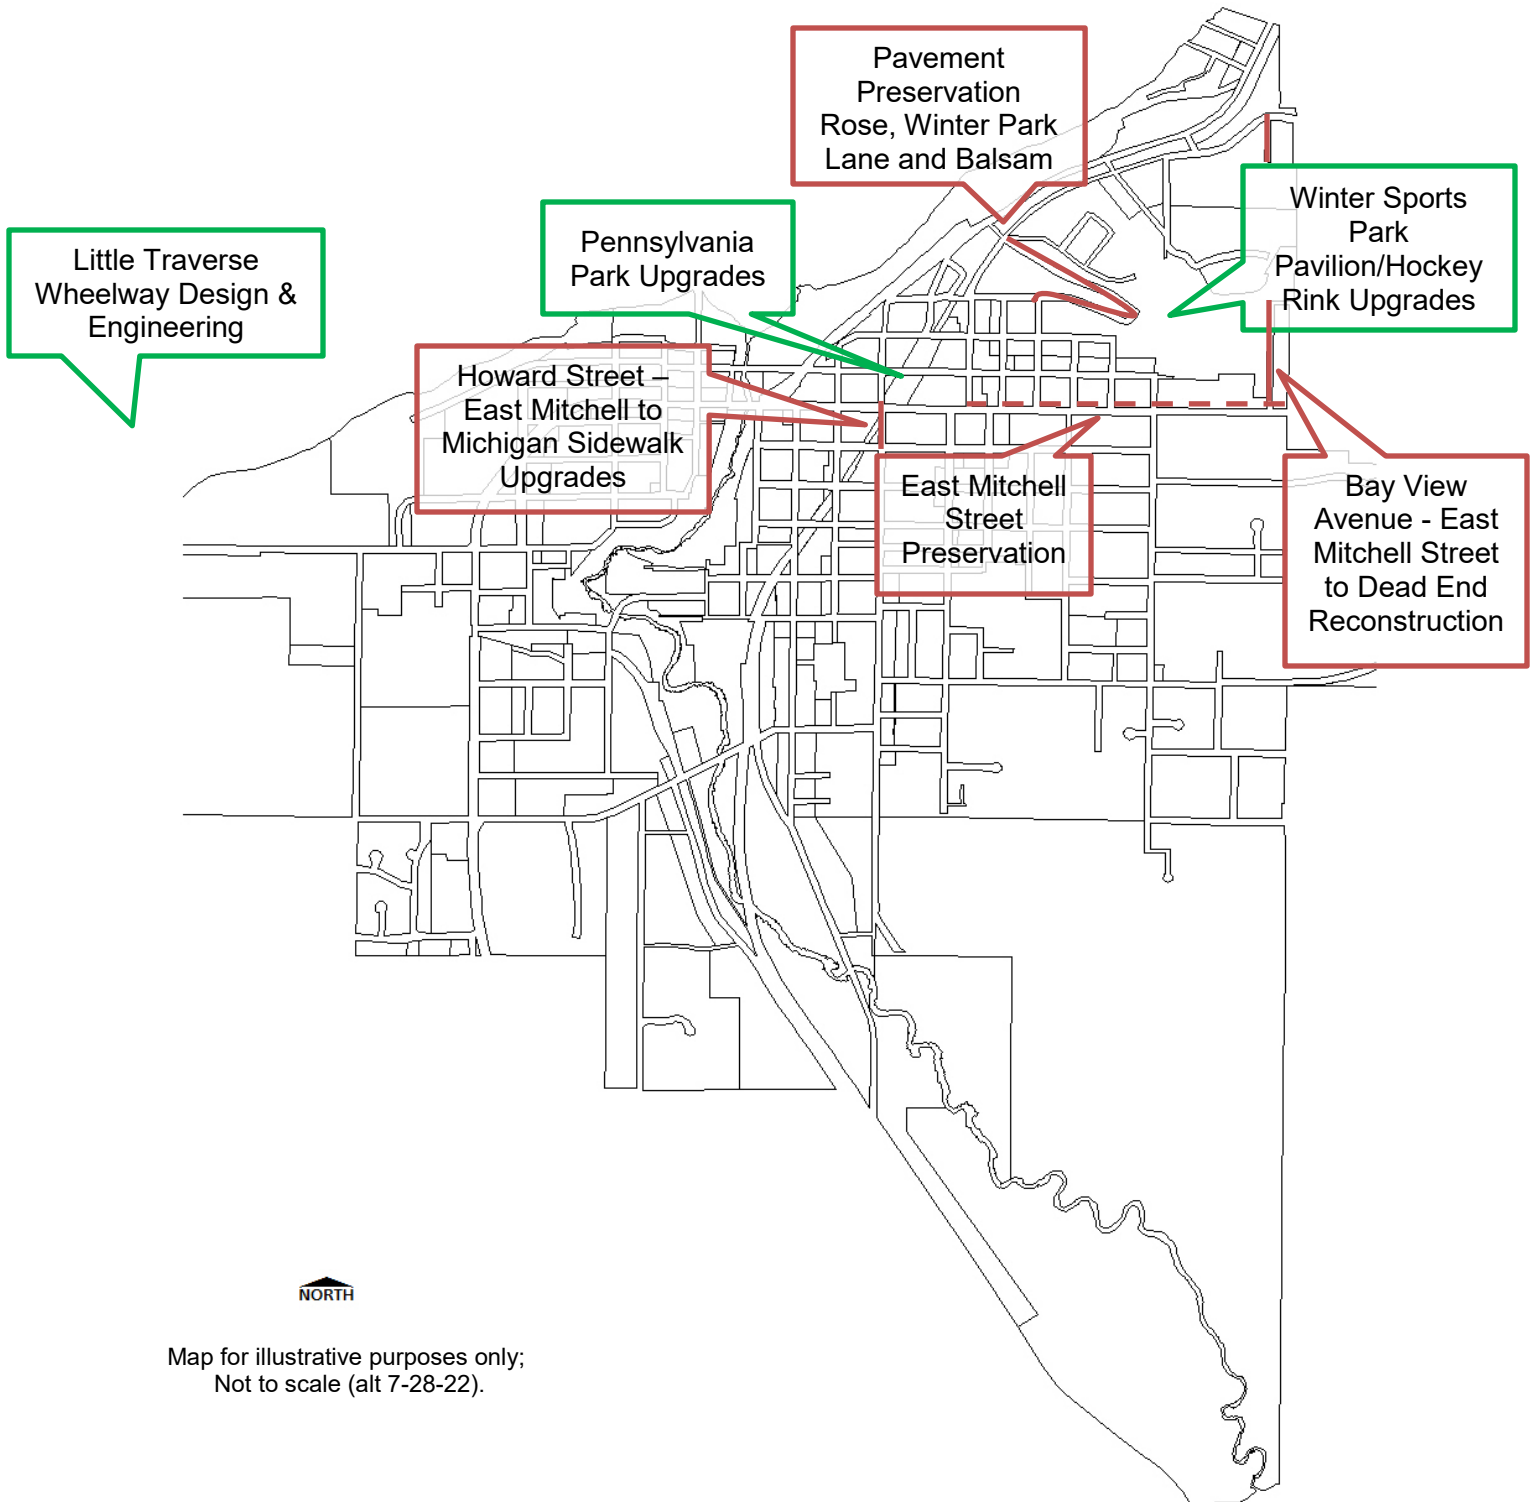 Pavement
Preservation
Rose, Winter Park
Lane and Balsam
Winter Sports
Park
Pavilion/Hockey
Rink Upgrades
Pennsylvania
Park Upgrades
Little Traverse
Wheelway Design &
Engineering
Howard Street –
East Mitchell to
Michigan Sidewalk
Upgrades
East Mitchell
Street
Preservation
Bay View
Avenue - East
Mitchell Street
to Dead End
Reconstruction
NORTH
Map for illustrative purposes only;
Not to scale (alt 7-28-22).